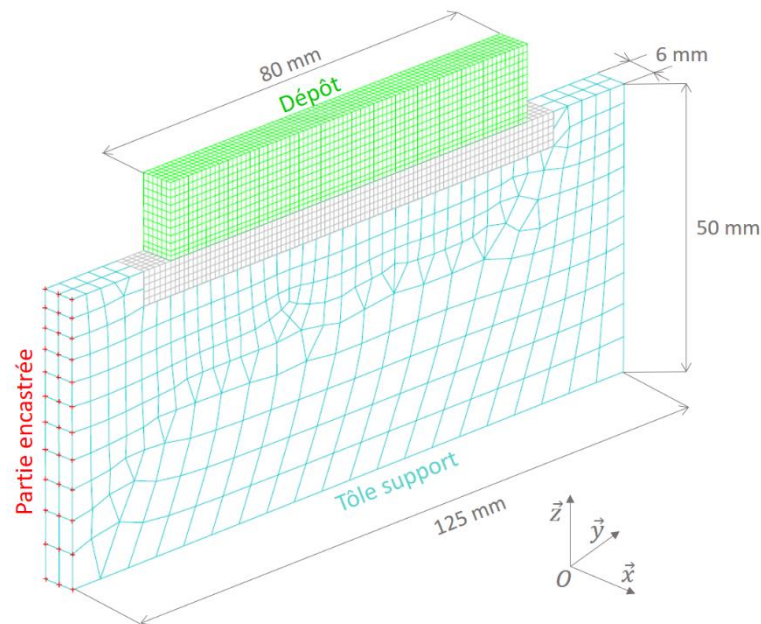 80 mm
Dépôt
6 mm
50 mm
Partie encastrée
Tôle support
125 mm
z⃗
y⃗
O
x⃗